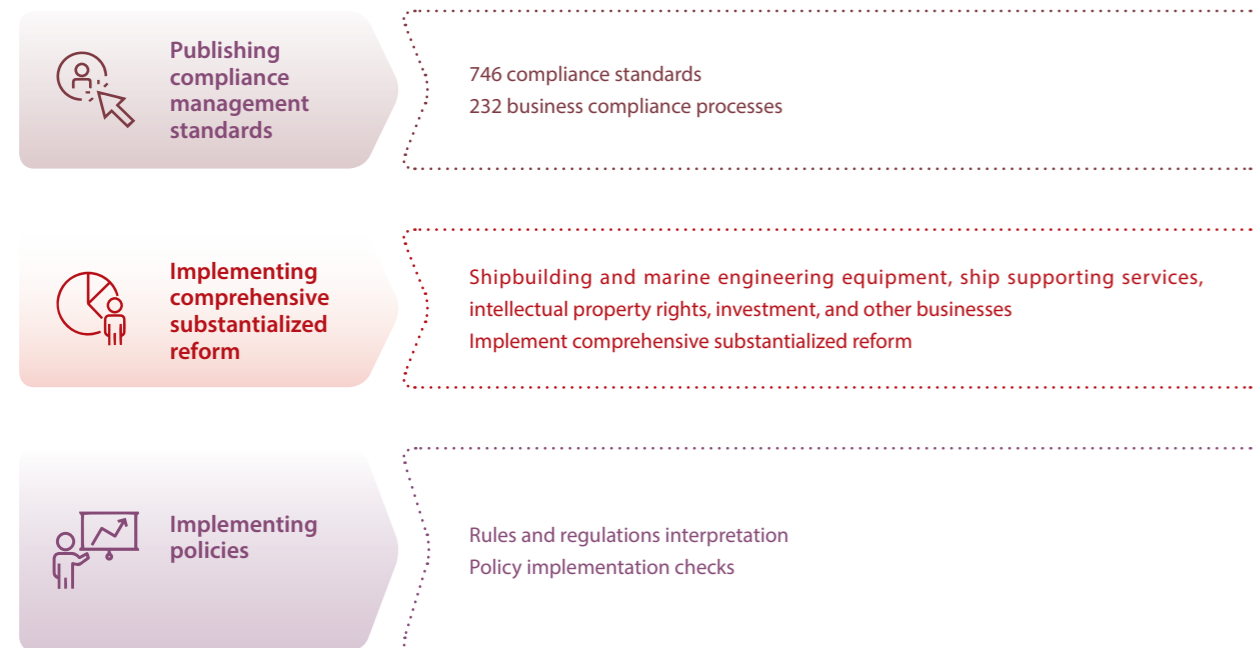 Publishing
compliance
management
standards
746 compliance standards
232 business compliance processes
Implementing
comprehensive
substantialized
reform
Shipbuilding and marine engineering equipment, ship supporting services,
intellectual property rights, investment, and other businesses
Implement comprehensive substantialized reform
Implementing
policies
Rules and regulations interpretation
Policy implementation checks